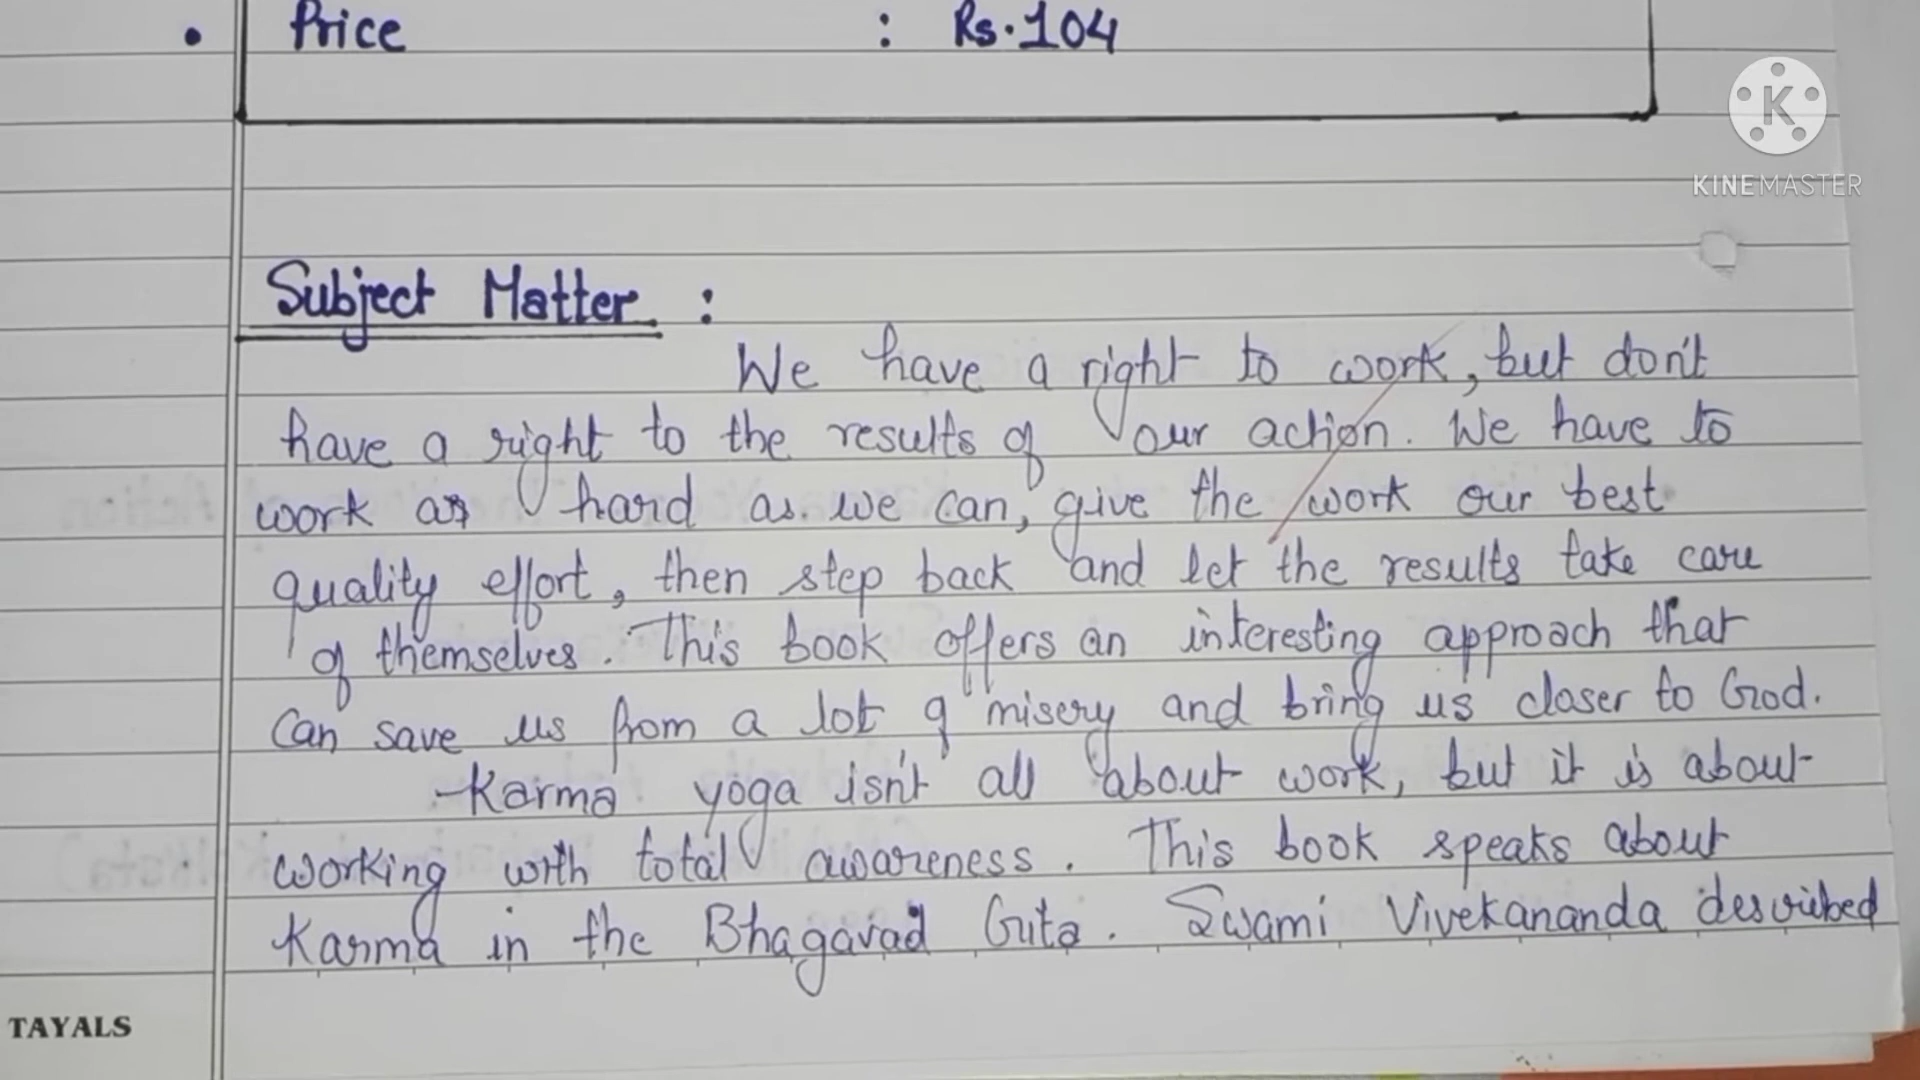 • Price : Rs.104
KINEMASTER
Subject Matter :
We have a right to work, but don't
have a right to the results of our action. We have to
work as hard as we can, give the work our best
quality effort, then step back and let the results take care
of themselves. This book offers an interesting approach that
can save us from a lot of misery and bring us closer to God.
Karma yoga isn't all about work, but it is about
working with total awareness. This book speaks about
Karma in the Bhagavad Gita. Swami Vivekananda described
TAYALS